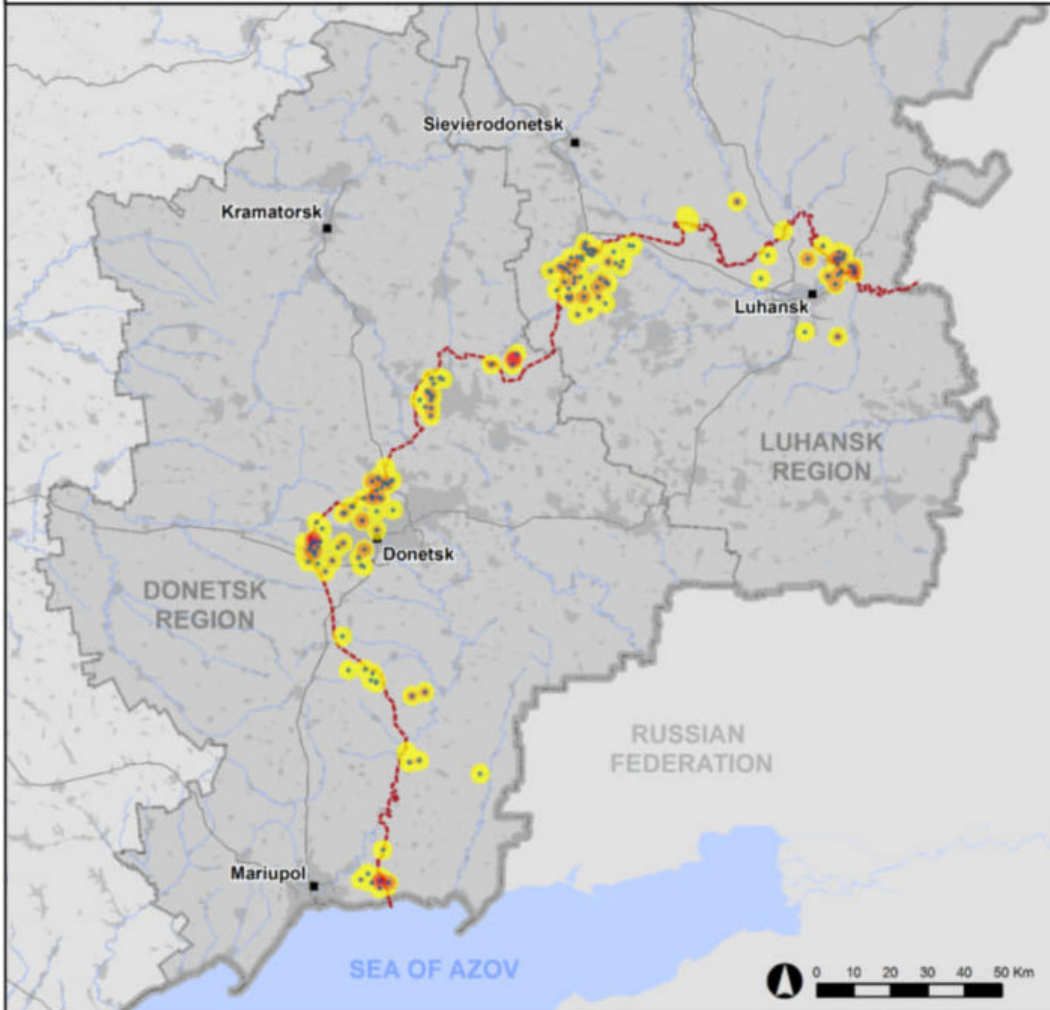 Sievierodonetsk
Kramatorsk
Luhansk
LUHANSK
REGION
Donetsk
DONETSK
REGION
RUSSIAN
FEDERATION
Mariupol
SEA OF AZOV
0 10 20 30 40 50 Km